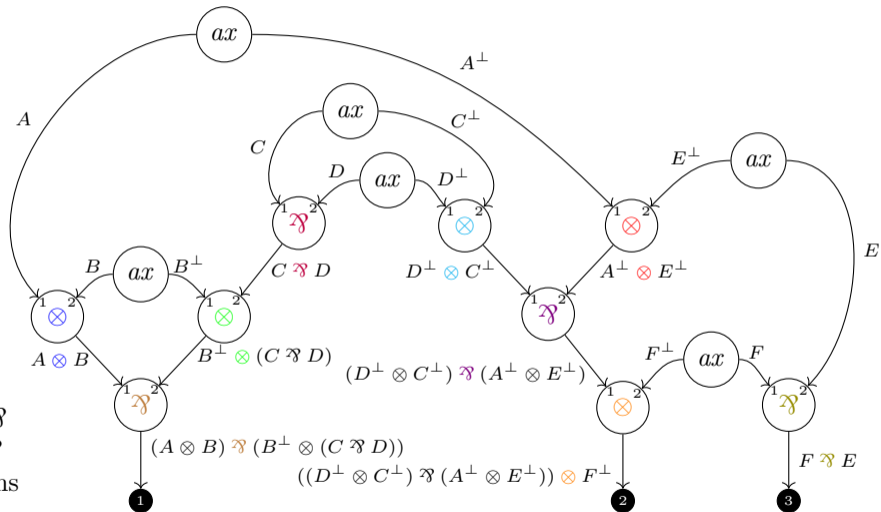 ax
A
A⊥
ax
C
C⊥
ax
E⊥
E
D
ax
D⊥
1 ⅋ 2
1 ⊗ 2
1 ⊗ 2
C ⅋ D
D⊥ ⊗ C⊥
A⊥ ⊗ E⊥
B
ax
B⊥
1 ⊗ 2
1 ⊗ 2
1 ⅋ 2
A ⊗ B
B⊥ ⊗ (C ⅋ D)
F⊥
ax
F
(D⊥ ⊗ C⊥) ⅋ (A⊥ ⊗ E⊥)
1 ⅋ 2
1 ⊗ 2
1 ⅋ 2
(A ⊗ B) ⅋ (B⊥ ⊗ (C ⅋ D))
F ⅋ E
((D⊥ ⊗ C⊥) ⅋ (A⊥ ⊗ E⊥)) ⊗ F⊥
1
2
3